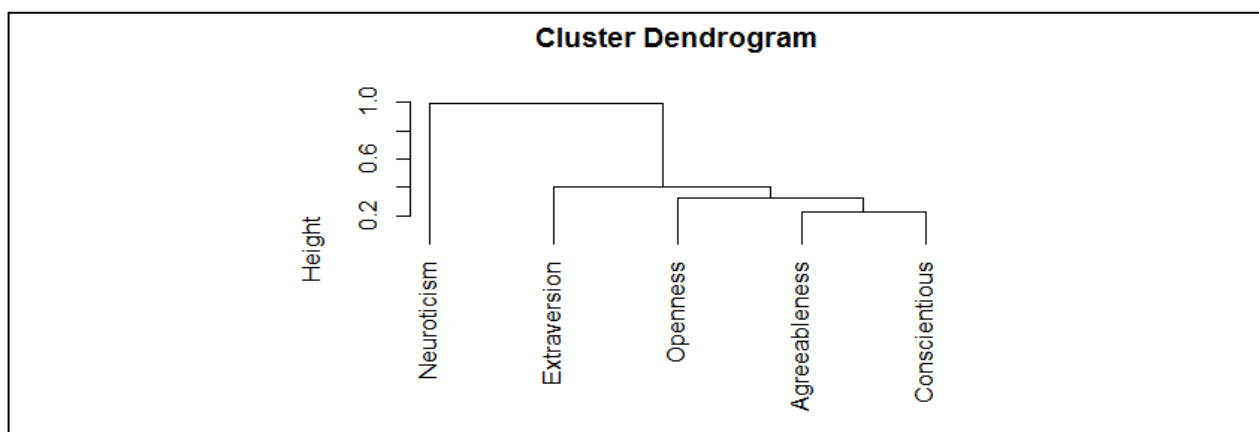 Cluster Dendrogram
Height
1.0
0.6
0.2
Neuroticism
Extraversion
Openness
Agreeableness
Conscientious